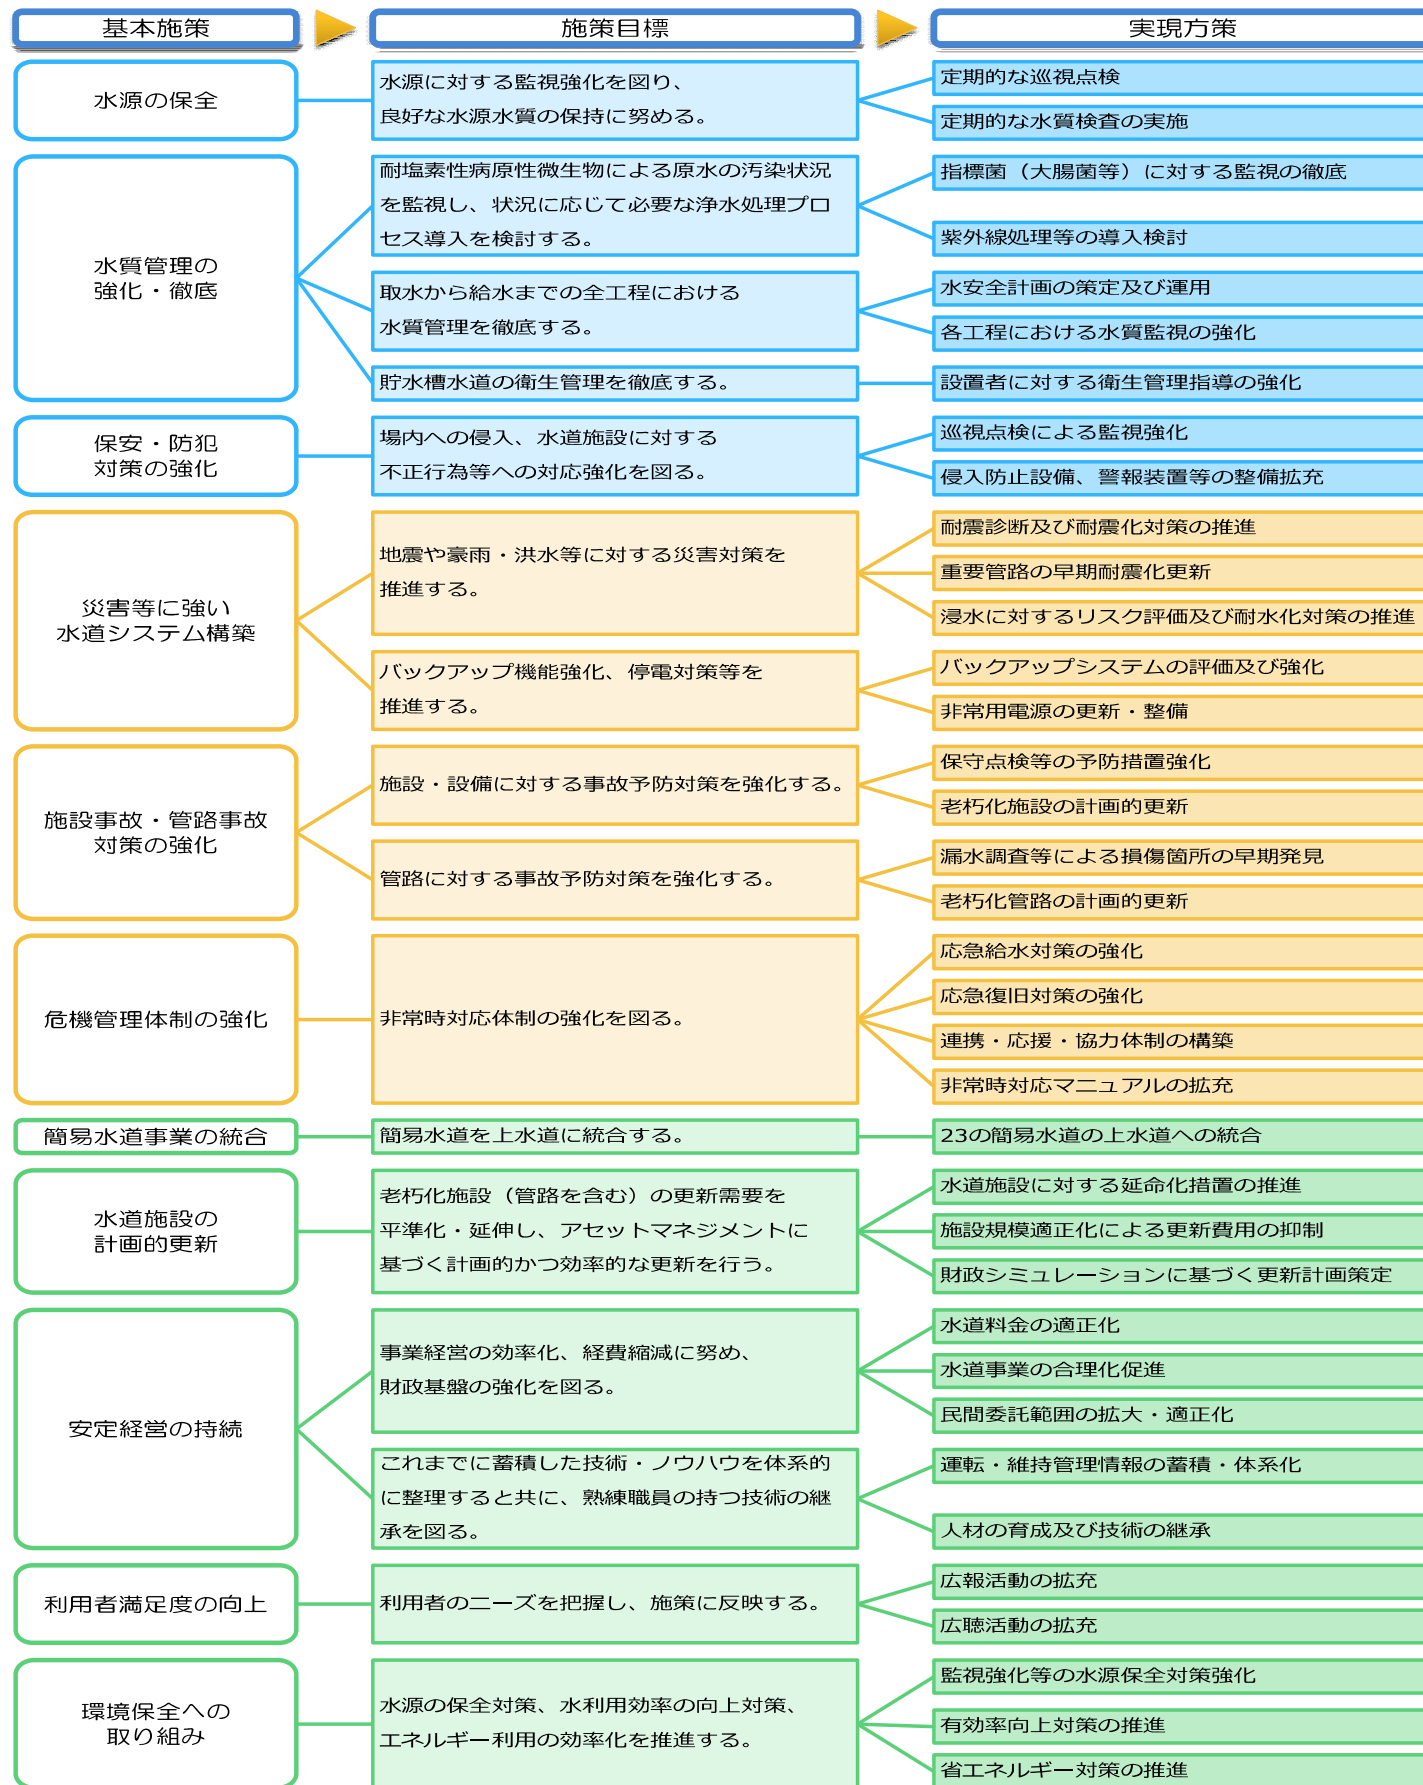 基本施策
施策目標
実現方策
水源の保全
水源に対する監視強化を図り、
良好な水源水質の保持に努める。
定期的な巡視点検
定期的な水質検査の実施
水質管理の
強化・徹底
耐塩素性病原性微生物による原水の汚染状況
を監視し、状況に応じて必要な浄水処理プロ
セス導入を検討する。
指標菌（大腸菌等）に対する監視の徹底
紫外線処理等の導入検討
取水から給水までの全工程における
水質管理を徹底する。
水安全計画の策定及び運用
各工程における水質監視の強化
貯水槽水道の衛生管理を徹底する。
設置者に対する衛生管理指導の強化
保安・防犯
対策の強化
場内への侵入、水道施設に対する
不正行為等への対応強化を図る。
巡視点検による監視強化
侵入防止設備、警報装置等の整備拡充
災害等に強い
水道システム構築
地震や豪雨・洪水等に対する災害対策を
推進する。
耐震診断及び耐震化対策の推進
重要管路の早期耐震化更新
浸水に対するリスク評価及び耐水化対策の推進
バックアップ機能強化、停電対策等を
推進する。
バックアップシステムの評価及び強化
非常用電源の更新・整備
施設事故・管路事故
対策の強化
施設・設備に対する事故予防対策を強化する。
保守点検等の予防措置強化
老朽化施設の計画的更新
管路に対する事故予防対策を強化する。
漏水調査等による損傷箇所の早期発見
老朽化管路の計画的更新
危機管理体制の強化
非常時対応体制の強化を図る。
応急給水対策の強化
応急復旧対策の強化
連携・応援・協力体制の構築
非常時対応マニュアルの拡充
簡易水道事業の統合
簡易水道を上水道に統合する。
23の簡易水道の上水道への統合
水道施設の
計画的更新
老朽化施設（管路を含む）の更新需要を
平準化・延伸し、アセットマネジメントに
基づく計画的かつ効率的な更新を行う。
水道施設に対する延命化措置の推進
施設規模適正化による更新費用の抑制
財政シミュレーションに基づく更新計画策定
安定経営の持続
事業経営の効率化、経費縮減に努め、
財政基盤の強化を図る。
水道料金の適正化
水道事業の合理化促進
民間委託範囲の拡大・適正化
これまでに蓄積した技術・ノウハウを体系的
に整理すると共に、熟練職員の持つ技術の継
承を図る。
運転・維持管理情報の蓄積・体系化
人材の育成及び技術の継承
利用者満足度の向上
利用者のニーズを把握し、施策に反映する。
広報活動の拡充
広聴活動の拡充
環境保全への
取り組み
水源の保全対策、水利用効率の向上対策、
エネルギー利用の効率化を推進する。
監視強化等の水源保全対策強化
有効率向上対策の推進
省エネルギー対策の推進